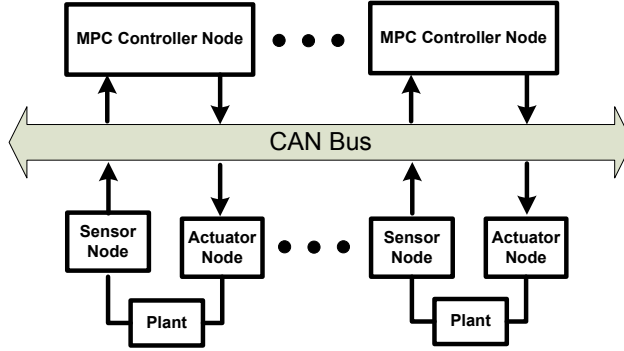 MPC Controller Node
MPC Controller Node
CAN Bus
Sensor
Node
Actuator
Node
Sensor
Node
Actuator
Node
Plant
Plant